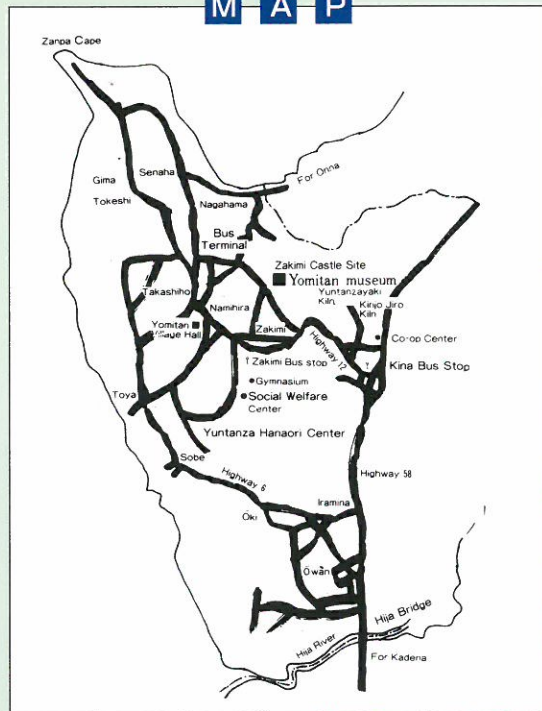 MAP
Zanpa Cape
For Onna
Senaha
Gima
Tokeshi
Nagahama
Bus
Terminal
Zakimi Castle Site
Yomitan museum
Yuntanzayaki
Kiln
Kinjo Jiro
Kiln
Takashiho
Namihira
Yomitan
Village Hall
Zakimi
Highway 12
Co-op Center
Zakimi Bus stop
Kina Bus Stop
Gymnasium
Toya
Social Welfare
Center
Yuntanza Hanaori Center
Sobe
Highway 6
Highway 58
Iramina
Ōki
Ōwan
Hija Bridge
Hija River
For Kadena